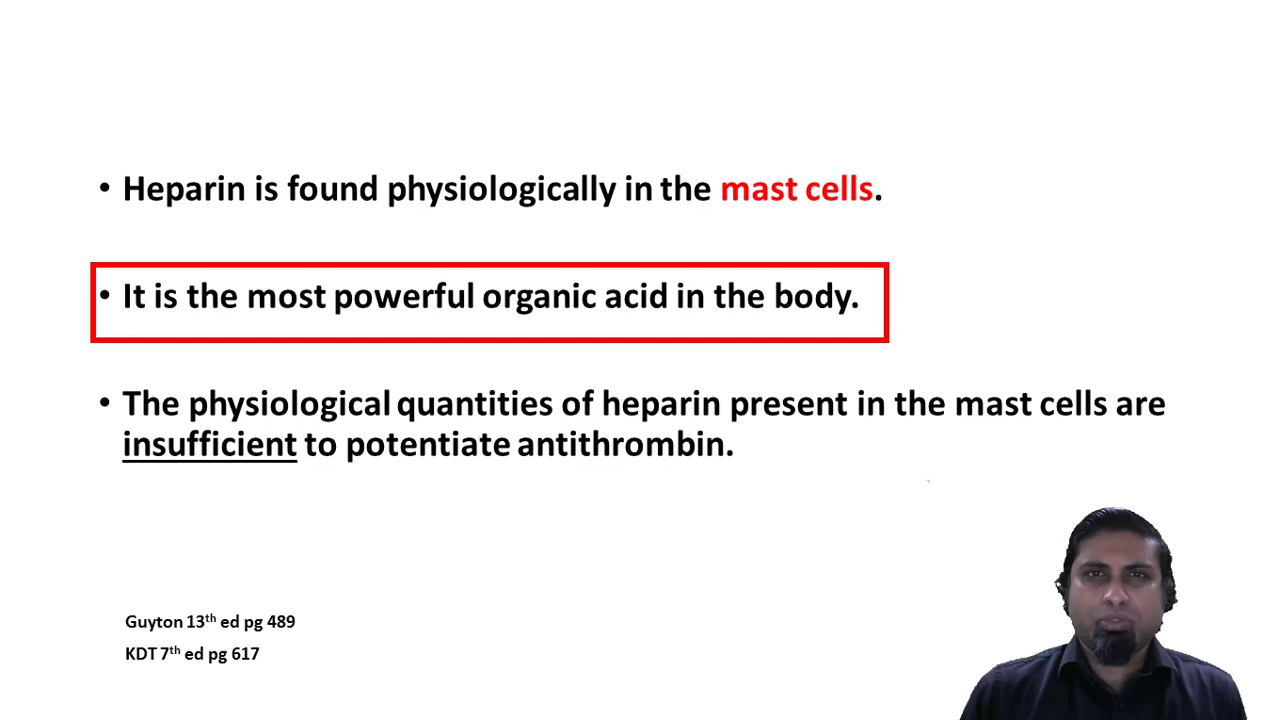 • Heparin is found physiologically in the mast cells.
• It is the most powerful organic acid in the body.
• The physiological quantities of heparin present in the mast cells are
insufficient to potentiate antithrombin.
Guyton 13th ed pg 489
KDT 7th ed pg 617